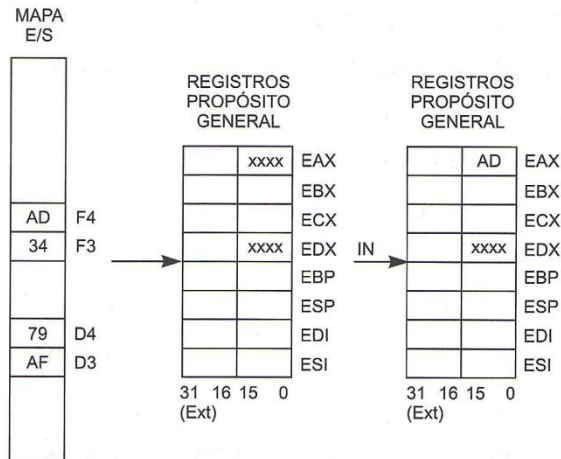 MAPA
E/S
AD F4
34 F3
79 D4
AF D3
REGISTROS
PROPÓSITO
GENERAL
xxxx EAX
EBX
ECX
xxxx EDX
EBP
ESP
EDI
ESI
31 16 15 0
(Ext)
IN
REGISTROS
PROPÓSITO
GENERAL
AD EAX
EBX
ECX
xxxx EDX
EBP
ESP
EDI
ESI
31 16 15 0
(Ext)